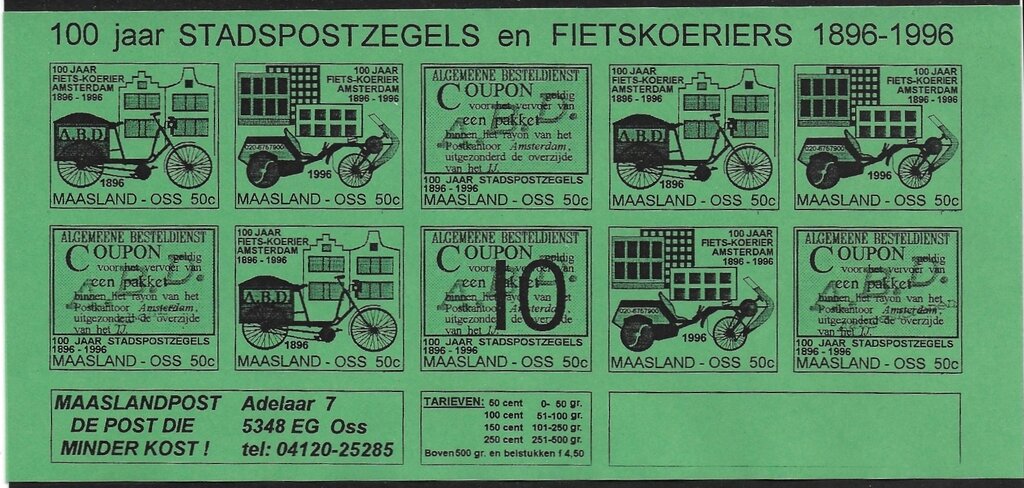 100 jaar STADSPOSTZEGELS en FIETSKOERIERS 1896-1996
100 JAAR
FIETS-KOERIER
AMSTERDAM
1896 - 1996
A.B.D.
1896
MAASLAND - OSS 50c
100 JAAR
FIETS-KOERIER
AMSTERDAM
1896 - 1996
020-6757900
1996
MAASLAND - OSS 50c
ALGEMEENE BESTELDIENST
COUPON geldig
voor het vervoer van
een pakket
binnen het rayon van het
Postkantoor Amsterdam,
uitgezonderd de overzijde
van het IJ.
A.B.D.
100 JAAR STADSPOSTZEGELS
1896 - 1996
MAASLAND - OSS 50c
100 JAAR
FIETS-KOERIER
AMSTERDAM
1896 - 1996
A.B.D.
1896
MAASLAND - OSS 50c
100 JAAR
FIETS-KOERIER
AMSTERDAM
1896 - 1996
020-6757900
1996
MAASLAND - OSS 50c
ALGEMEENE BESTELDIENST
COUPON geldig
voor het vervoer van
een pakket
binnen het rayon van het
Postkantoor Amsterdam,
uitgezonderd de overzijde
van het IJ.
A.B.D.
100 JAAR STADSPOSTZEGELS
1896 - 1996
MAASLAND - OSS 50c
100 JAAR
FIETS-KOERIER
AMSTERDAM
1896 - 1996
A.B.D.
1896
MAASLAND - OSS 50c
ALGEMEENE BESTELDIENST
COUPON geldig
voor het vervoer van
een pakket
binnen het rayon van het
Postkantoor Amsterdam,
uitgezonderd de overzijde
van het IJ.
10
100 JAAR STADSPOSTZEGELS
1896 - 1996
MAASLAND - OSS 50c
100 JAAR
FIETS-KOERIER
AMSTERDAM
1896 - 1996
020-6757900
1996
MAASLAND - OSS 50c
ALGEMEENE BESTELDIENST
COUPON geldig
voor het vervoer van
een pakket
binnen het rayon van het
Postkantoor Amsterdam,
uitgezonderd de overzijde
van het IJ.
A.B.D.
100 JAAR STADSPOSTZEGELS
1896 - 1996
MAASLAND - OSS 50c
MAASLANDPOST
DE POST DIE
MINDER KOST !
Adelaar 7
5348 EG Oss
tel: 04120-25285
TARIEVEN: 50 cent 0- 50 gr.
100 cent 51-100 gr.
150 cent 101-250 gr.
250 cent 251-500 gr.
Boven 500 gr. en belstukken f 4,50